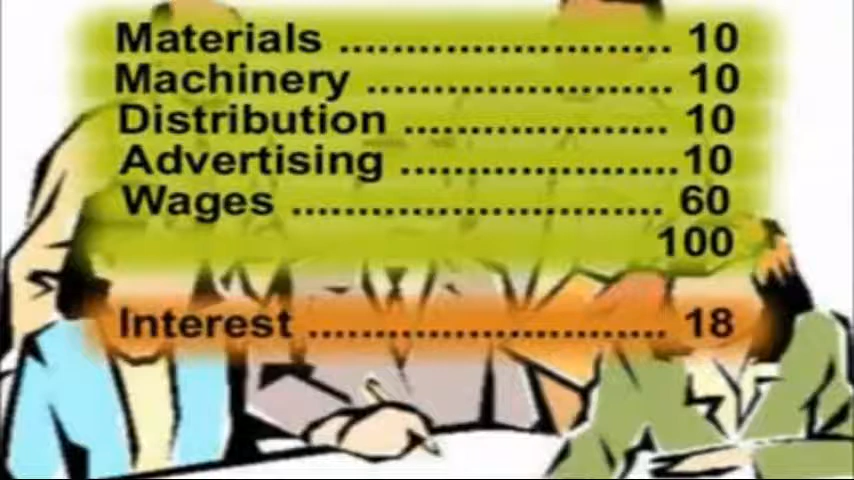 Materials ......................... 10
Machinery ....................... 10
Distribution .................... 10
Advertising .....................10
Wages ............................ 60
100
Interest ........................... 18